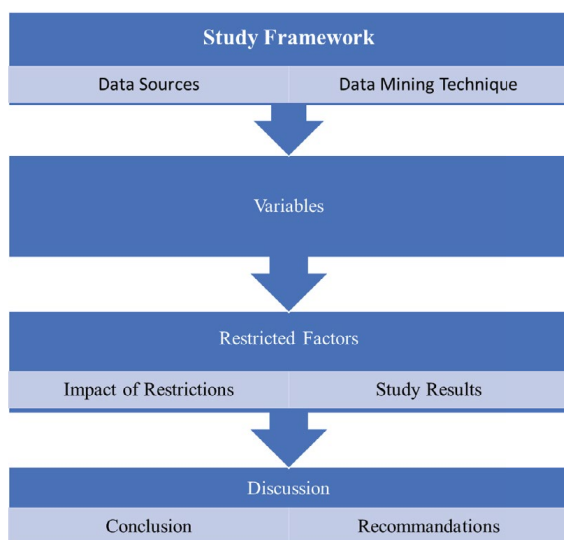 Study Framework
Data Sources
Data Mining Technique
Variables
Restricted Factors
Impact of Restrictions
Study Results
Discussion
Conclusion
Recommandations